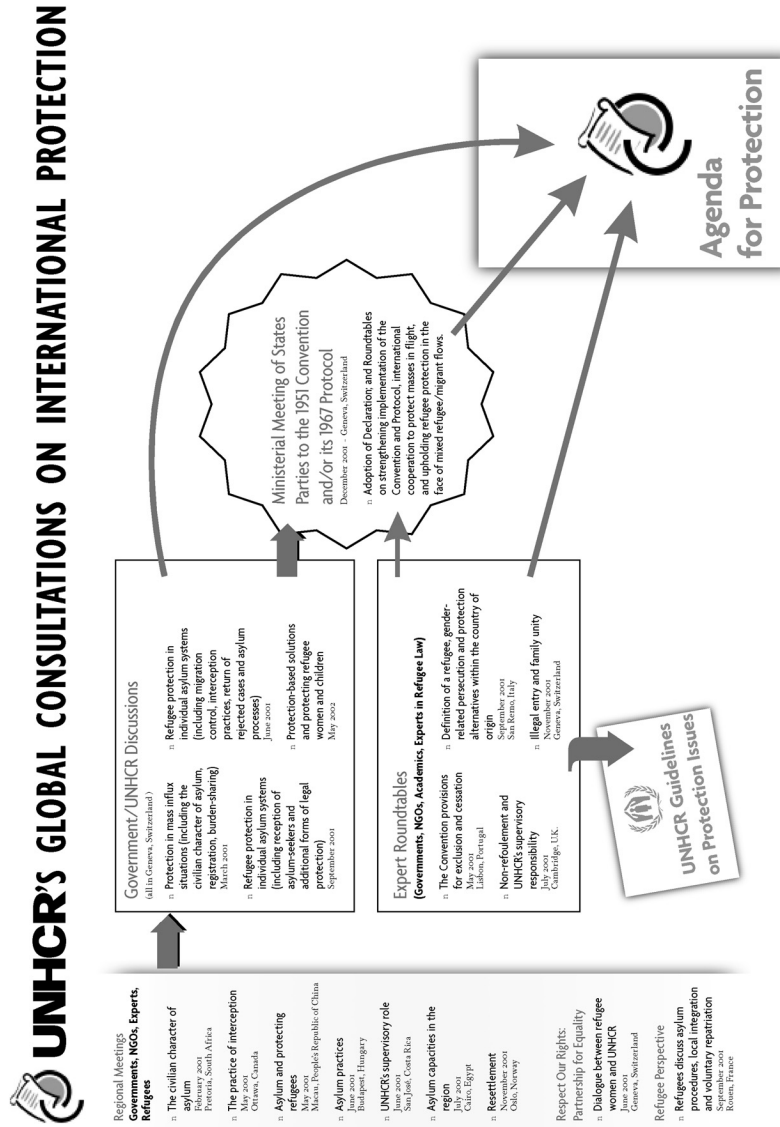 UNHCR'S GLOBAL CONSULTATIONS ON INTERNATIONAL PROTECTION
Regional Meetings
Governments, NGOs, Experts,
Refugees
n The civilian character of
asylum
February 2001
Pretoria, South Africa
n The practice of interception
May 2001
Ottawa, Canada
n Asylum and protecting
refugees
May 2001
Macau, People's Republic of China
n Asylum practices
June 2001
Budapest, Hungary
n UNHCR's supervisory role
June 2001
San José, Costa Rica
n Asylum capacities in the
region
July 2001
Cairo, Egypt
n Resettlement
November 2001
Oslo, Norway
Respect Our Rights:
Partnership for Equality
n Dialogue between refugee
women and UNHCR
June 2001
Geneva, Switzerland
Refugee Perspective
n Refugees discuss asylum
procedures, local integration
and voluntary repatriation
September 2001
Rouen, France
Government/UNHCR Discussions
(all in Geneva, Switzerland)
n Protection in mass influx
situations (including the
civilian character of asylum,
registration, burden-sharing)
March 2001
n Refugee protection in
individual asylum systems
(including reception of
asylum-seekers and
additional forms of legal
protection)
September 2001
n Refugee protection in
individual asylum systems
(including migration
control, interception
practices, return of
rejected cases and asylum
processes)
June 2001
n Protection-based solutions
and protecting refugee
women and children
May 2002
Expert Roundtables
(Governments, NGOs, Academics, Experts in Refugee Law)
n The Convention provisions
for exclusion and cessation
May 2001
Lisbon, Portugal
n Non-refoulement and
UNHCR's supervisory
responsibility
July 2001
Cambridge, U.K.
n Definition of a refugee, gender-
related persecution and protection
alternatives within the country of
origin
September 2001
San Remo, Italy
n Illegal entry and family unity
November 2001
Geneva, Switzerland
UNHCR Guidelines
on Protection Issues
Ministerial Meeting of States
Parties to the 1951 Convention
and/or its 1967 Protocol
December 2001 - Geneva, Switzerland
n Adoption of Declaration; and Roundtables
on strengthening implementation of the
Convention and Protocol, international
cooperation to protect masses in flight,
and upholding refugee protection in the
face of mixed refugee/migrant flows.
Agenda
for Protection